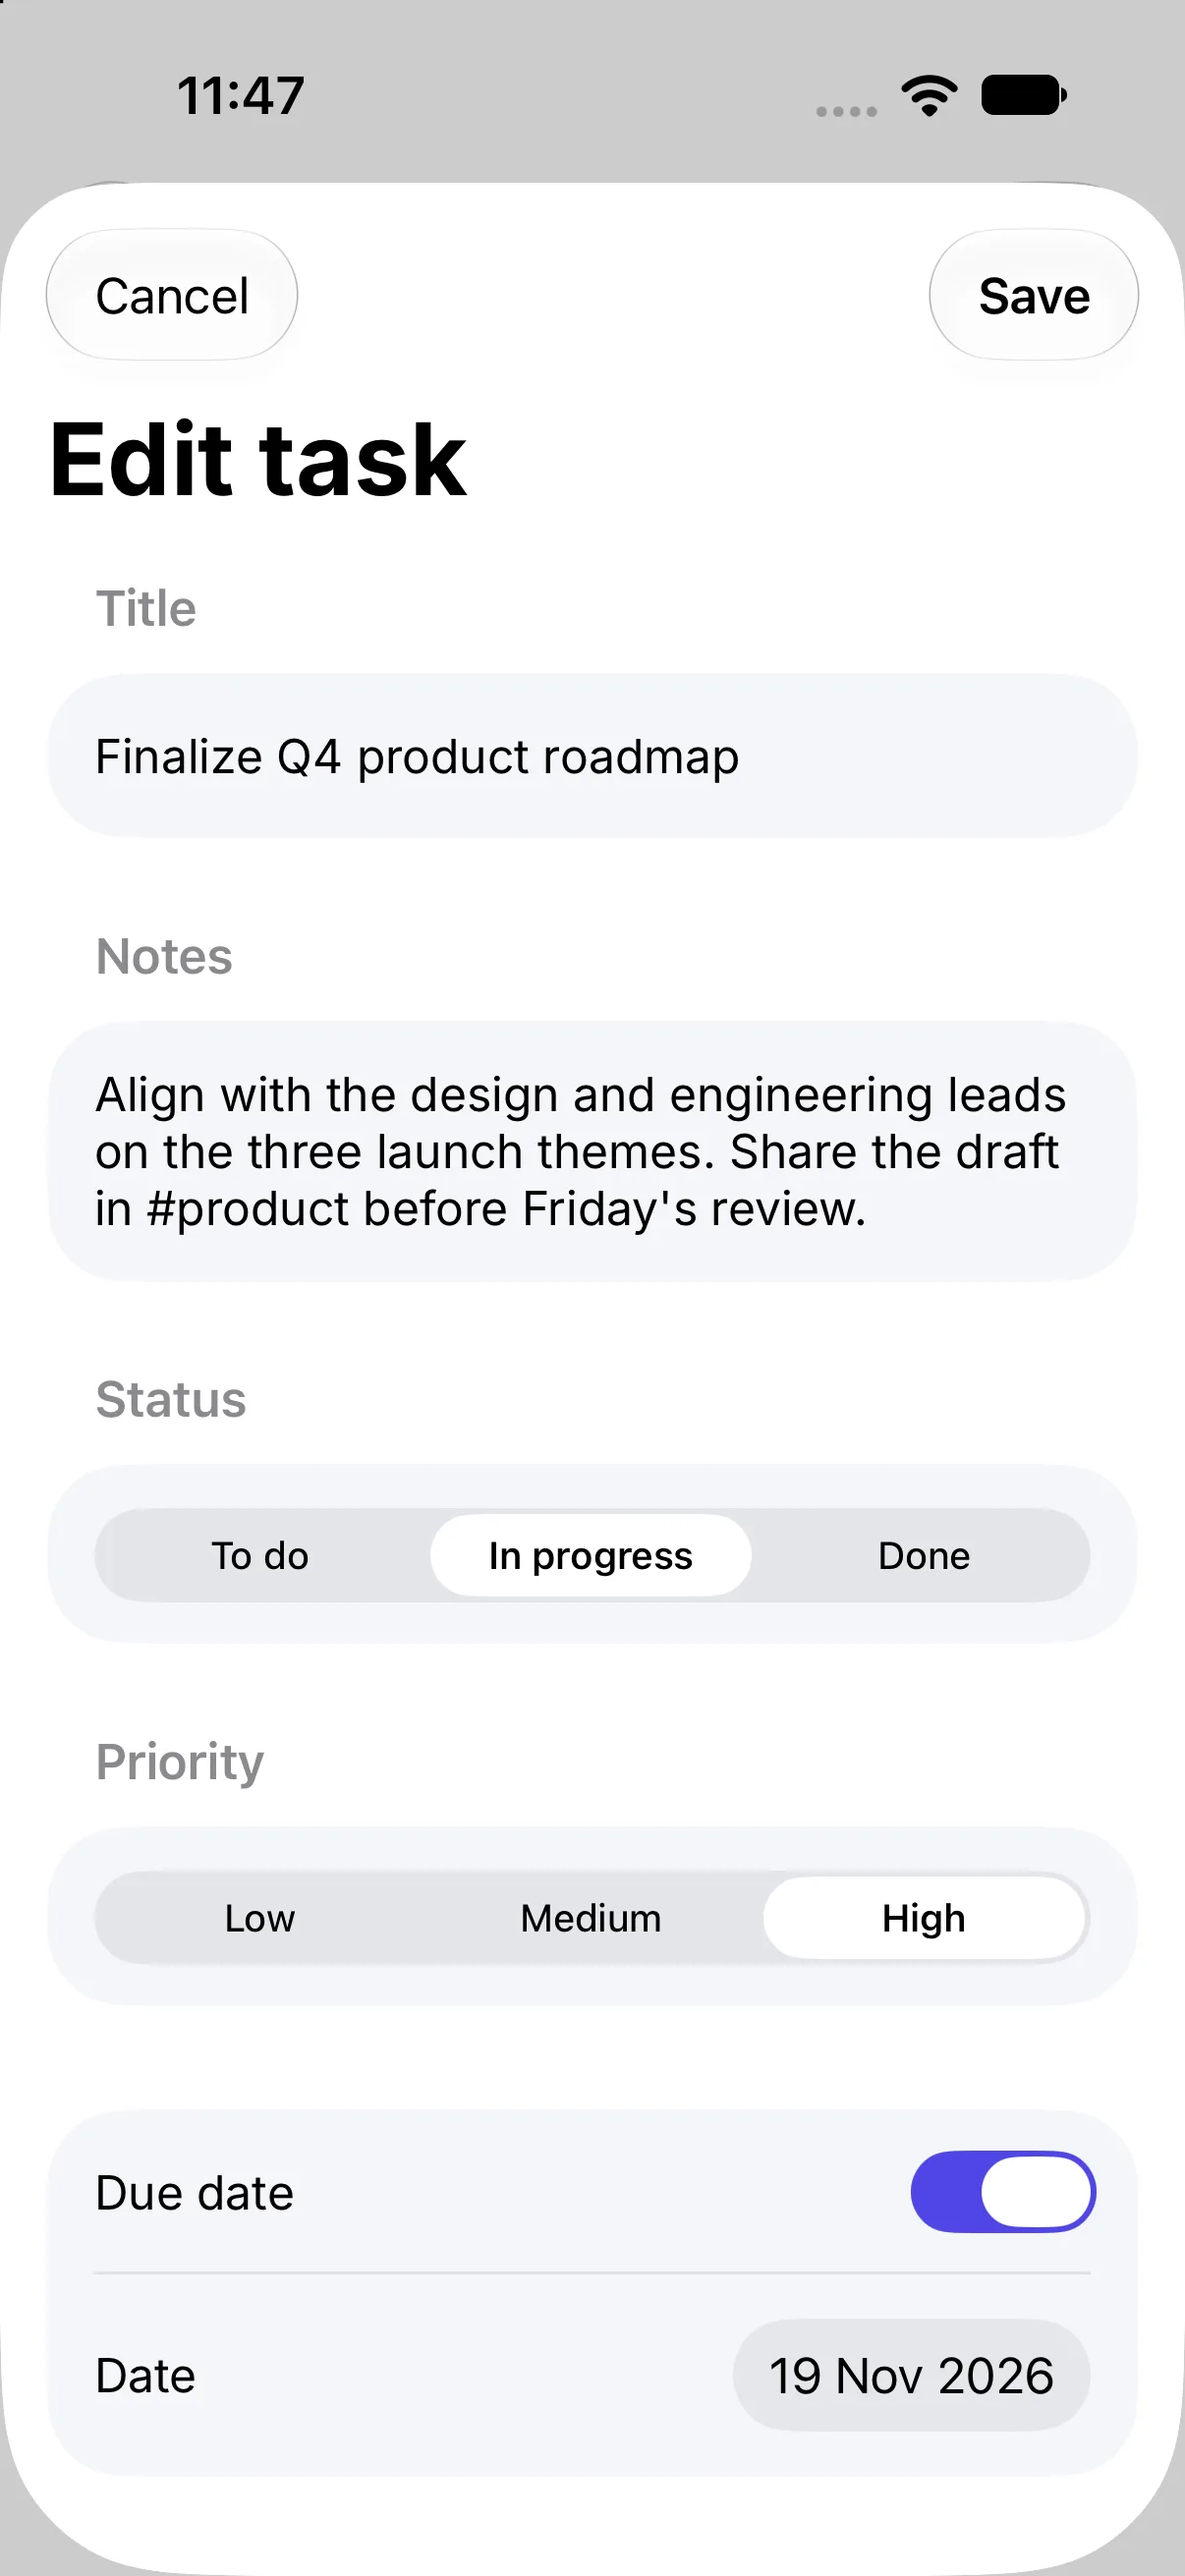 11:47
Cancel
Save
Edit task
Title
Finalize Q4 product roadmap
Notes
Align with the design and engineering leads
on the three launch themes. Share the draft
in #product before Friday's review.
Status
To do
In progress
Done
Priority
Low
Medium
High
Due date
Date
19 Nov 2026